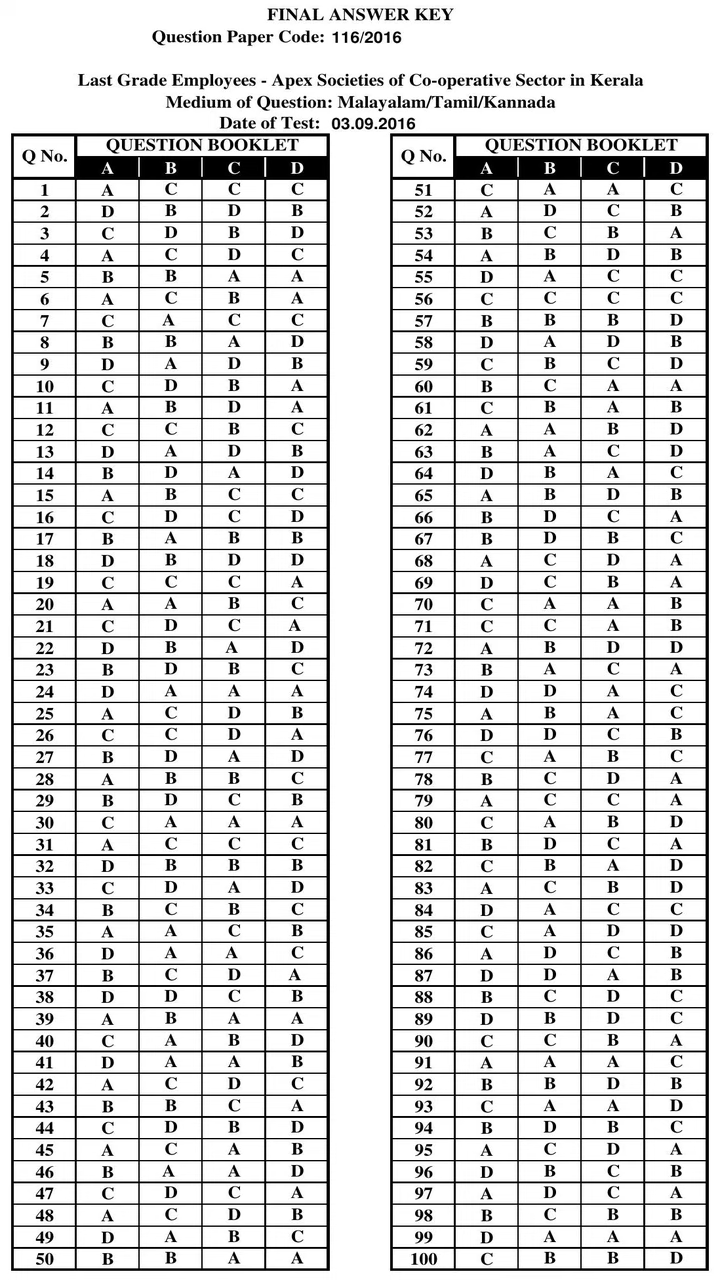 FINAL ANSWER KEY
Question Paper Code: 116/2016
Last Grade Employees - Apex Societies of Co-operative Sector in Kerala
Medium of Question: Malayalam/Tamil/Kannada
Date of Test: 03.09.2016
Q No. QUESTION BOOKLET
A B C D
1 A C C C
2 D B D B
3 C D B D
4 A C D C
5 B B A A
6 A C B A
7 C A C C
8 B B A D
9 D A D B
10 C D B A
11 A B D A
12 C C B C
13 D A D B
14 B D A D
15 A B C C
16 C D C D
17 B A B B
18 D B D D
19 C C C A
20 A A B C
21 C D C A
22 D B A D
23 B D B C
24 D A A A
25 A C D B
26 C C D A
27 B D A D
28 A B B C
29 B D C B
30 C A A A
31 A C C C
32 D B B B
33 C D A D
34 B C B C
35 A A C B
36 D A A C
37 B C D A
38 D D C B
39 A B A A
40 C A B D
41 D A A B
42 A C D C
43 B B C A
44 C D B D
45 A C A B
46 B A A D
47 C D C A
48 A C D B
49 D A B C
50 B B A A
Q No. QUESTION BOOKLET
A B C D
51 C A A C
52 A D C B
53 B C B A
54 A B D B
55 D A C C
56 C C C C
57 B B B D
58 D A D B
59 C B C D
60 B C A A
61 C B A B
62 A A B D
63 B A C D
64 D B A C
65 A B D B
66 B D C A
67 B D B C
68 A C D A
69 D C B A
70 C A A B
71 C C A B
72 A B D D
73 B A C A
74 D D A C
75 A B A C
76 D D C B
77 C A B C
78 B C D A
79 A C C A
80 C A B D
81 B D C A
82 C B A D
83 A C B D
84 D A C C
85 C A D D
86 A D C B
87 D D A B
88 B C D C
89 D B D C
90 C C B A
91 A A A C
92 B B D B
93 C A A D
94 B D B C
95 A C D A
96 D B C B
97 A D C A
98 B C B B
99 D A A A
100 C B B D